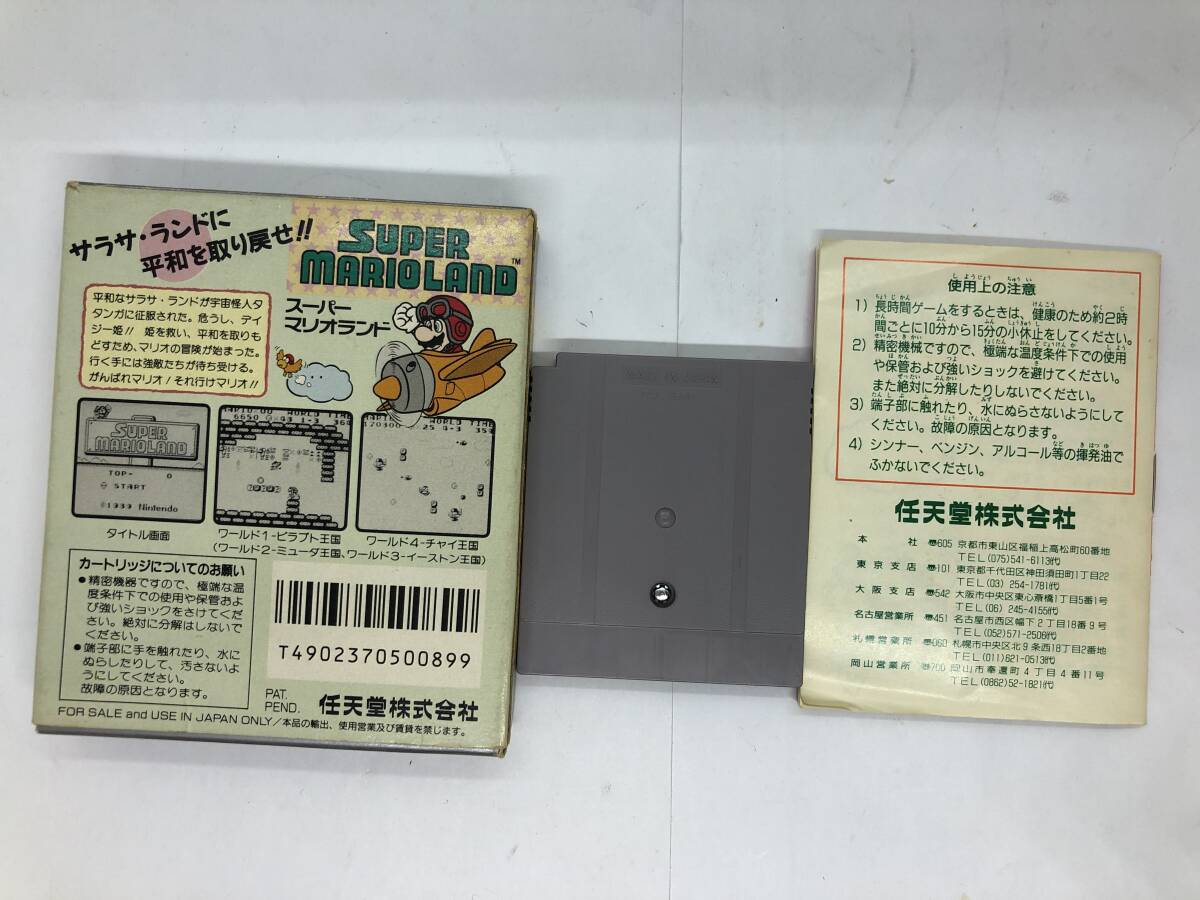 サラサ・ランドに
平和を取り戻せ!!
SUPER
MARIOLAND™
スーパー
マリオランド
平和なサラサ・ランドが宇宙怪人タ
タンガに征服された。危うし、デイ
ジー姫!! 姫を救い、平和を取りも
どすため、マリオの冒険が始まった。
行く手には強敵たちが待ち受ける。
がんばれマリオ! それ行けマリオ!!
SUPER
MARIOLAND
TOP- 0
START
©1989 Nintendo
タイトル画面
WORLD TIME
6650 1-3
ワールド1-ピラプト王国
WORLD TIME
4-3
ワールド4-チャイ王国
(ワールド2-ミューダ王国、ワールド3-イーストン王国)
カートリッジについてのお願い
●精密機器ですので、極端な温
度条件下での使用や保管およ
び強いショックをさけてくだ
さい。絶対に分解はしないで
ください。
●端子部に手を触れたり、水に
ぬらしたりして、汚さないよ
うにしてください。
故障の原因となります。
T4902370500899
PAT.
PEND.
任天堂株式会社
FOR SALE and USE IN JAPAN ONLY/本品の輸出、使用営業及び賃貸を禁じます。
使用上の注意
1) 長時間ゲームをするときは、健康のため約2時
間ごとに10分から15分の小休止をしてください。
2) 精密機械ですので、極端な温度条件下での使用
や保管および強いショックを避けてください。
また絶対に分解したりしないでください。
3) 端子部に触れたり、水にぬらさないようにして
ください。故障の原因となります。
4) シンナー、ベンジン、アルコール等の揮発油で
ふかないでください。
任天堂株式会社
本 社 〒605 京都市東山区福稲上高松町60番地
TEL(075)541-6113代
東京支店 〒101 東京都千代田区神田須田町1丁目22
TEL(03) 254-1781代
大阪支店 〒542 大阪市中央区東心斎橋1丁目5番1号
TEL(06) 245-4155代
名古屋営業所 〒451 名古屋市西区幅下2丁目18番9号
TEL(052)571-2506代
札幌営業所 〒060 札幌市中央区北9条西18丁目2番地
TEL(011)621-0513代
岡山営業所 〒700 岡山市奉還町4丁目4番11号
TEL(0862)52-1821代